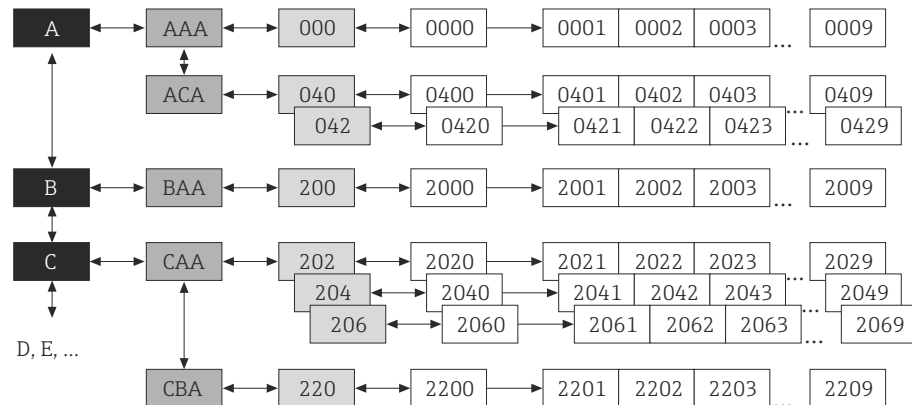 A AAA 000 0000 0001 0002 0003 ... 0009
ACA 040 0400 0401 0402 0403 ... 0409
042 0420 0421 0422 0423 ... 0429
B BAA 200 2000 2001 2002 2003 ... 2009
C CAA 202 2020 2021 2022 2023 ... 2029
204 2040 2041 2042 2043 ... 2049
206 2060 2061 2062 2063 ... 2069
D, E, ...
CBA 220 2200 2201 2202 2203 ... 2209